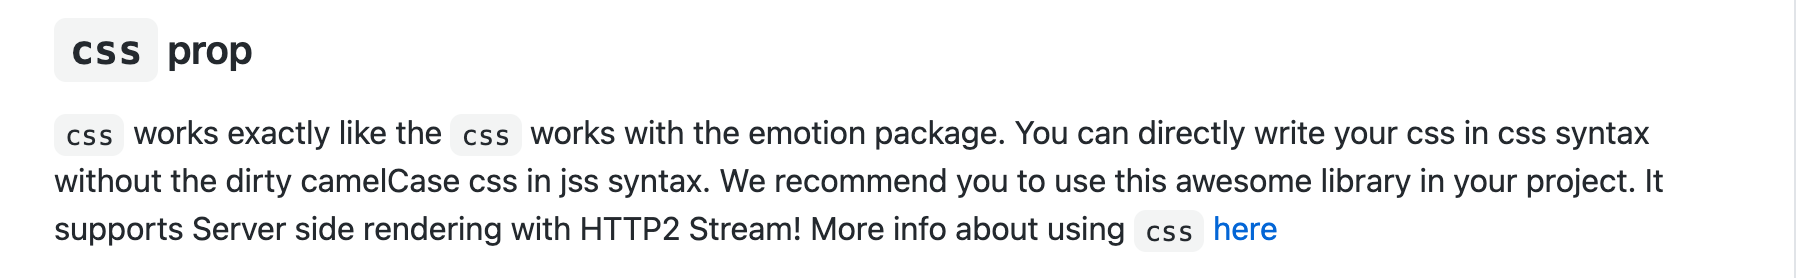 css prop
css works exactly like the css works with the emotion package. You can directly write your css in css syntax
without the dirty camelCase css in jss syntax. We recommend you to use this awesome library in your project. It
supports Server side rendering with HTTP2 Stream! More info about using css here